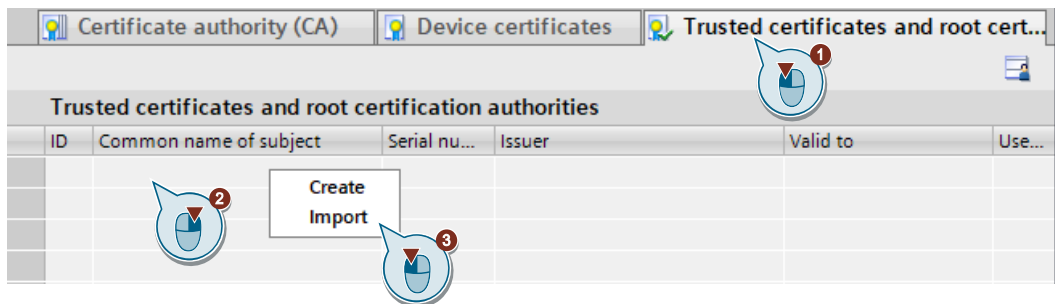 Certificate authority (CA) Device certificates Trusted certificates and root cert...
1
Trusted certificates and root certification authorities
ID Common name of subject Serial nu... Issuer Valid to Use...
Create
2
Import
3